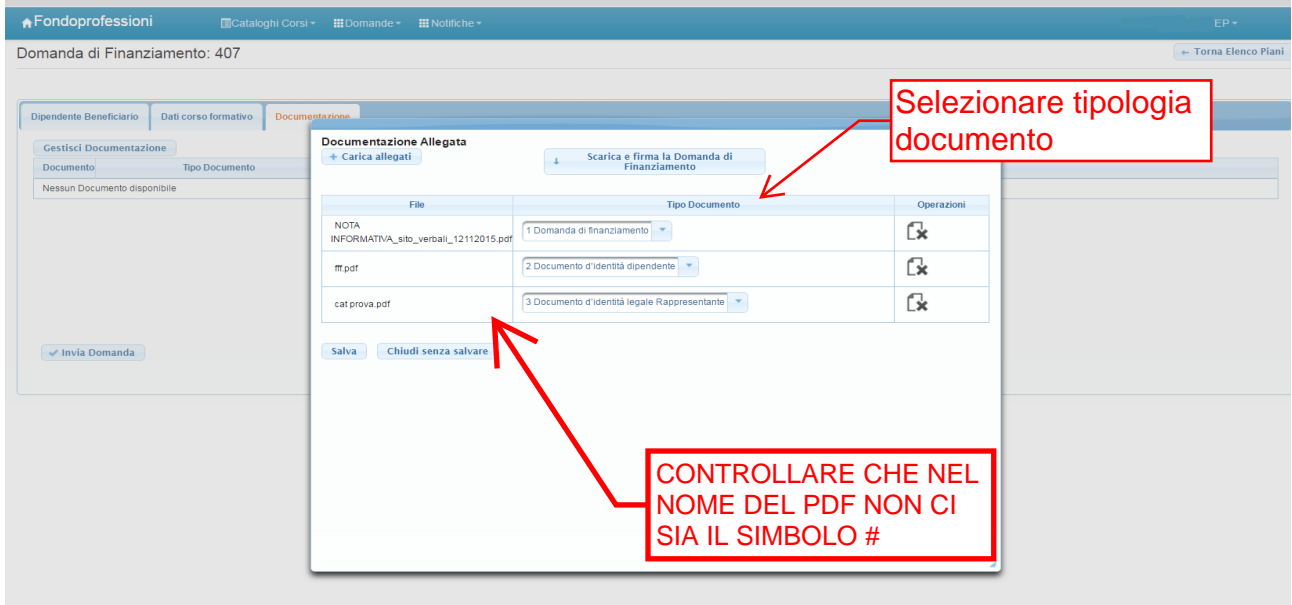 Fondoprofessioni
Cataloghi Corsi
Domande
Notifiche
EP
Domanda di Finanziamento: 407
← Torna Elenco Piani
Dipendente Beneficiario
Dati corso formativo
Documentazione
Gestisci Documentazione
Documento
Tipo Documento
Nessun Documento disponibile
Invia Domanda
Documentazione Allegata
+ Carica allegati
↓ Scarica e firma la Domanda di
Finanziamento
File
Tipo Documento
Operazioni
NOTA
INFORMATIVA_sito_verbali_12112015.pdf
1 Domanda di finanziamento
fff.pdf
2 Documento d'identità dipendente
cat prova.pdf
3 Documento d'identità legale Rappresentante
Salva
Chiudi senza salvare
Selezionare tipologia
documento
CONTROLLARE CHE NEL
NOME DEL PDF NON CI
SIA IL SIMBOLO #